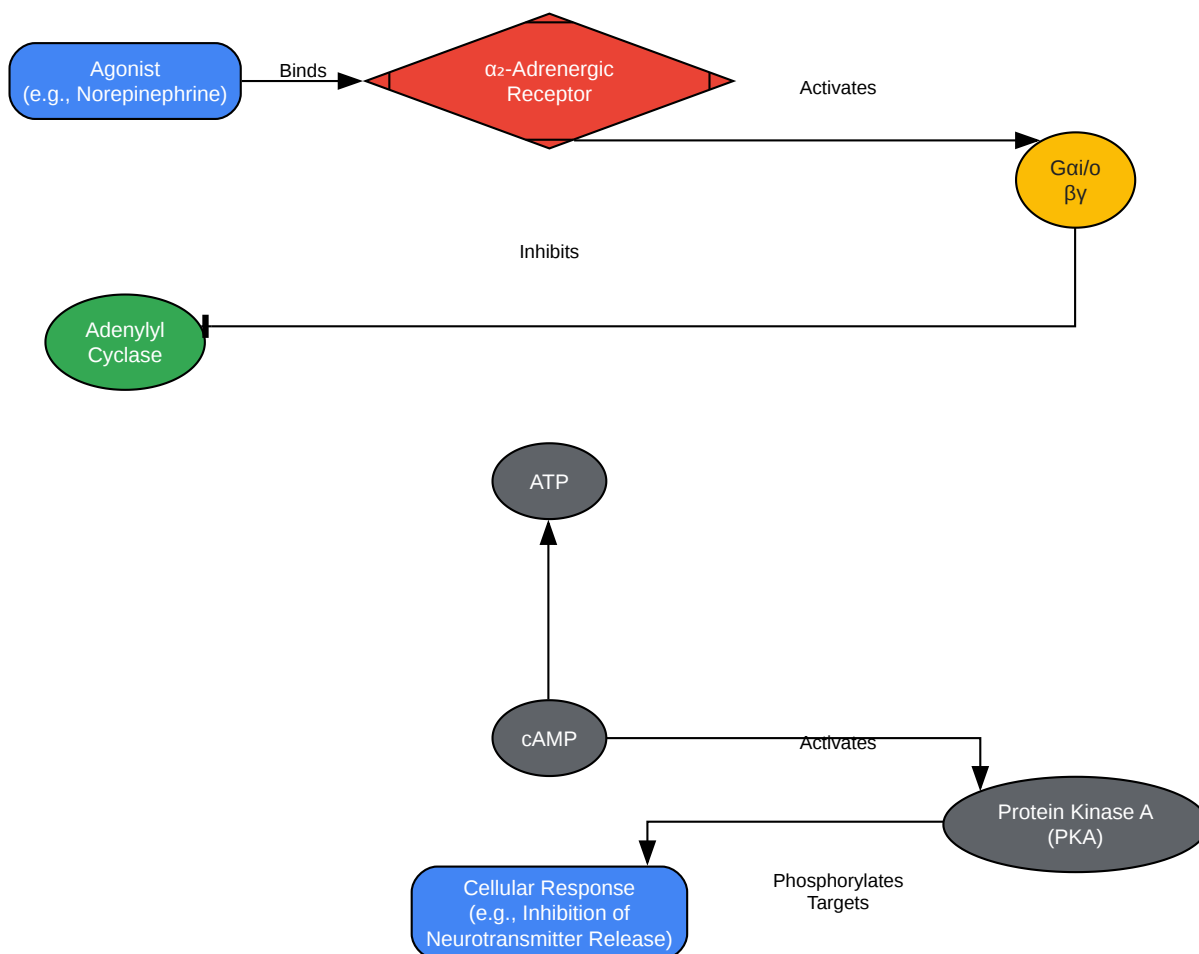 Agonist
(e.g., Norepinephrine)
Binds
α₂-Adrenergic
Receptor
Activates
Gαi/o
βγ
Inhibits
Adenylyl
Cyclase
ATP
cAMP
Activates
Protein Kinase A
(PKA)
Phosphorylates
Targets
Cellular Response
(e.g., Inhibition of
Neurotransmitter Release)